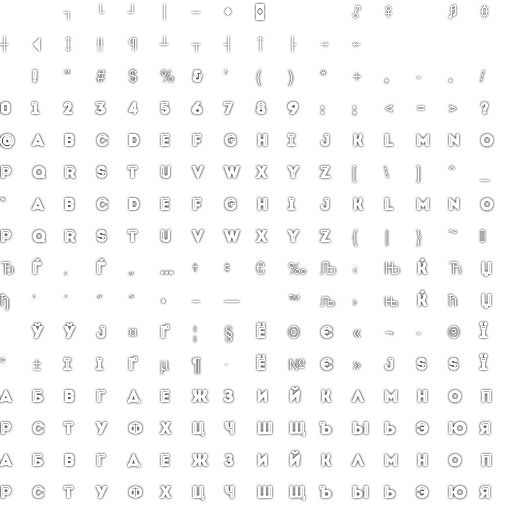 ┐ └ ┘ │ ─ • ◘ ♂ ♀ ♫ ☼
┼ ◄ ↕ ‼ ¶ ┴ ┬ ┤ ↑ ├ → ←
! " # $ % & ' ( ) * + , - . /
0 1 2 3 4 5 6 7 8 9 : ; < = > ?
@ A B C D E F G H I J K L M N O
P Q R S T U V W X Y Z [ \ ] ^ _
` A B C D E F G H I J K L M N O
P Q R S T U V W X Y Z { | } ~
Ђ Ѓ ‚ Ѓ „ … † ‡ € ‰ Љ ‹ Њ Ќ Ћ Џ
ђ ‘ ’ “ ” • – — ™ љ › њ Ќ ћ Џ
Ў Ў J ¤ Ґ ¦ § Ё © Є « ¬ - ® Ї
° ± І І Ґ µ ¶ · Ё № Є » J S S Ї
А Б В Г Д Е Ж З И Й К Л М Н О П
Р С Т У Ф Х Ц Ч Ш Щ Ъ Ы Ь Э Ю Я
А Б В Г Д Е Ж З И Й К Л М Н О П
Р С Т У Ф Х Ц Ч Ш Щ Ъ Ы Ь Э Ю Я